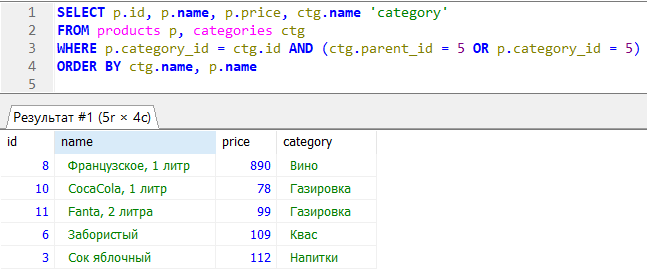 1 SELECT p.id, p.name, p.price, ctg.name 'category'
2 FROM products p, categories ctg
3 WHERE p.category_id = ctg.id AND (ctg.parent_id = 5 OR p.category_id = 5)
4 ORDER BY ctg.name, p.name
5
Результат #1 (5r × 4c)
id name price category
8 Французское, 1 литр 890 Вино
10 CocaCola, 1 литр 78 Газировка
11 Fanta, 2 литра 99 Газировка
6 Забористый 109 Квас
3 Сок яблочный 112 Напитки